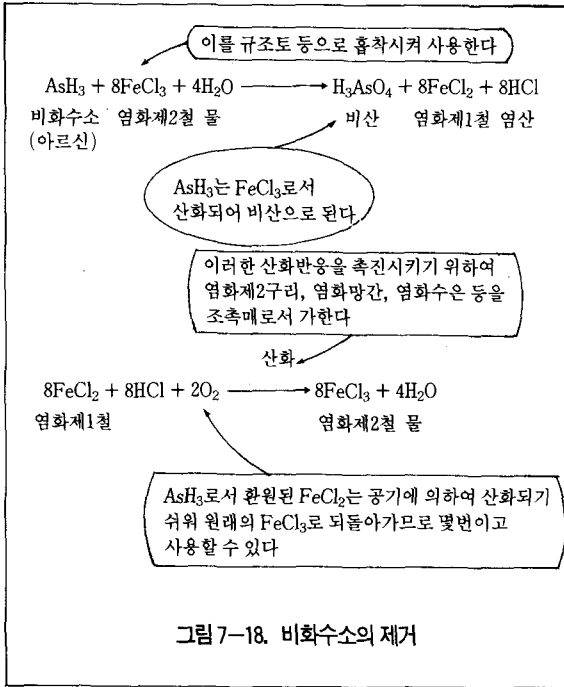 이를 규조토 등으로 흡착시켜 사용한다
AsH₃ + 8FeCl₃ + 4H₂O ⟶ H₃AsO₄ + 8FeCl₂ + 8HCl
비화수소 염화제2철 물 비산 염화제1철 염산
(아르신)
AsH₃는 FeCl₃로서
산화되어 비산으로 된다
이러한 산화반응을 촉진시키기 위하여
염화제2구리, 염화망간, 염화수은 등을
조촉매로서 가한다
산화
8FeCl₂ + 8HCl + 2O₂ ⟶ 8FeCl₃ + 4H₂O
염화제1철 염화제2철 물
AsH₃로서 환원된 FeCl₂는 공기에 의하여 산화되기
쉬워 원래의 FeCl₃로 되돌아가므로 몇번이고
사용할 수 있다
그림 7-18. 비화수소의 제거